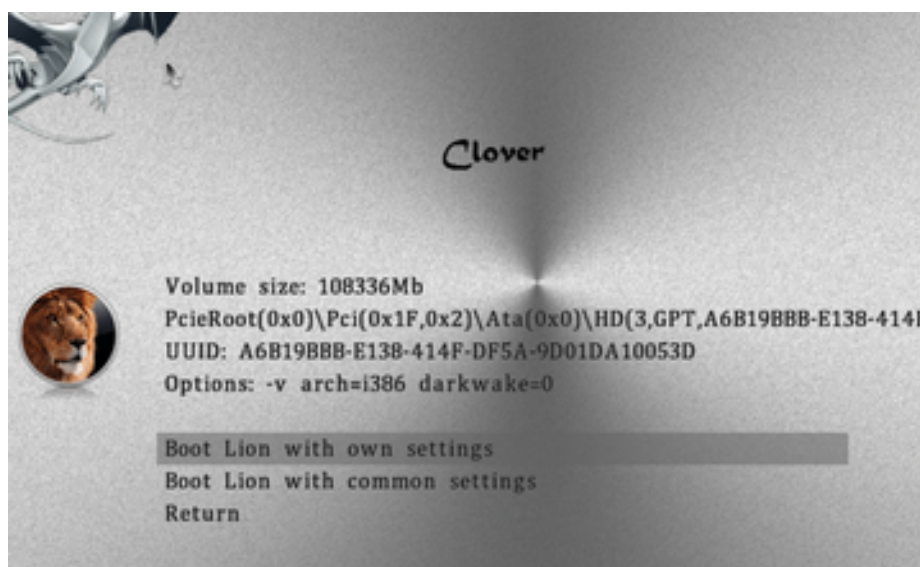 Clover
Volume size: 108336Mb
PcieRoot(0x0)\Pci(0x1F,0x2)\Ata(0x0)\HD(3,GPT,A6B19BBB-E138-414F
UUID: A6B19BBB-E138-414F-DF5A-9D01DA10053D
Options: -v arch=i386 darkwake=0
Boot Lion with own settings
Boot Lion with common settings
Return